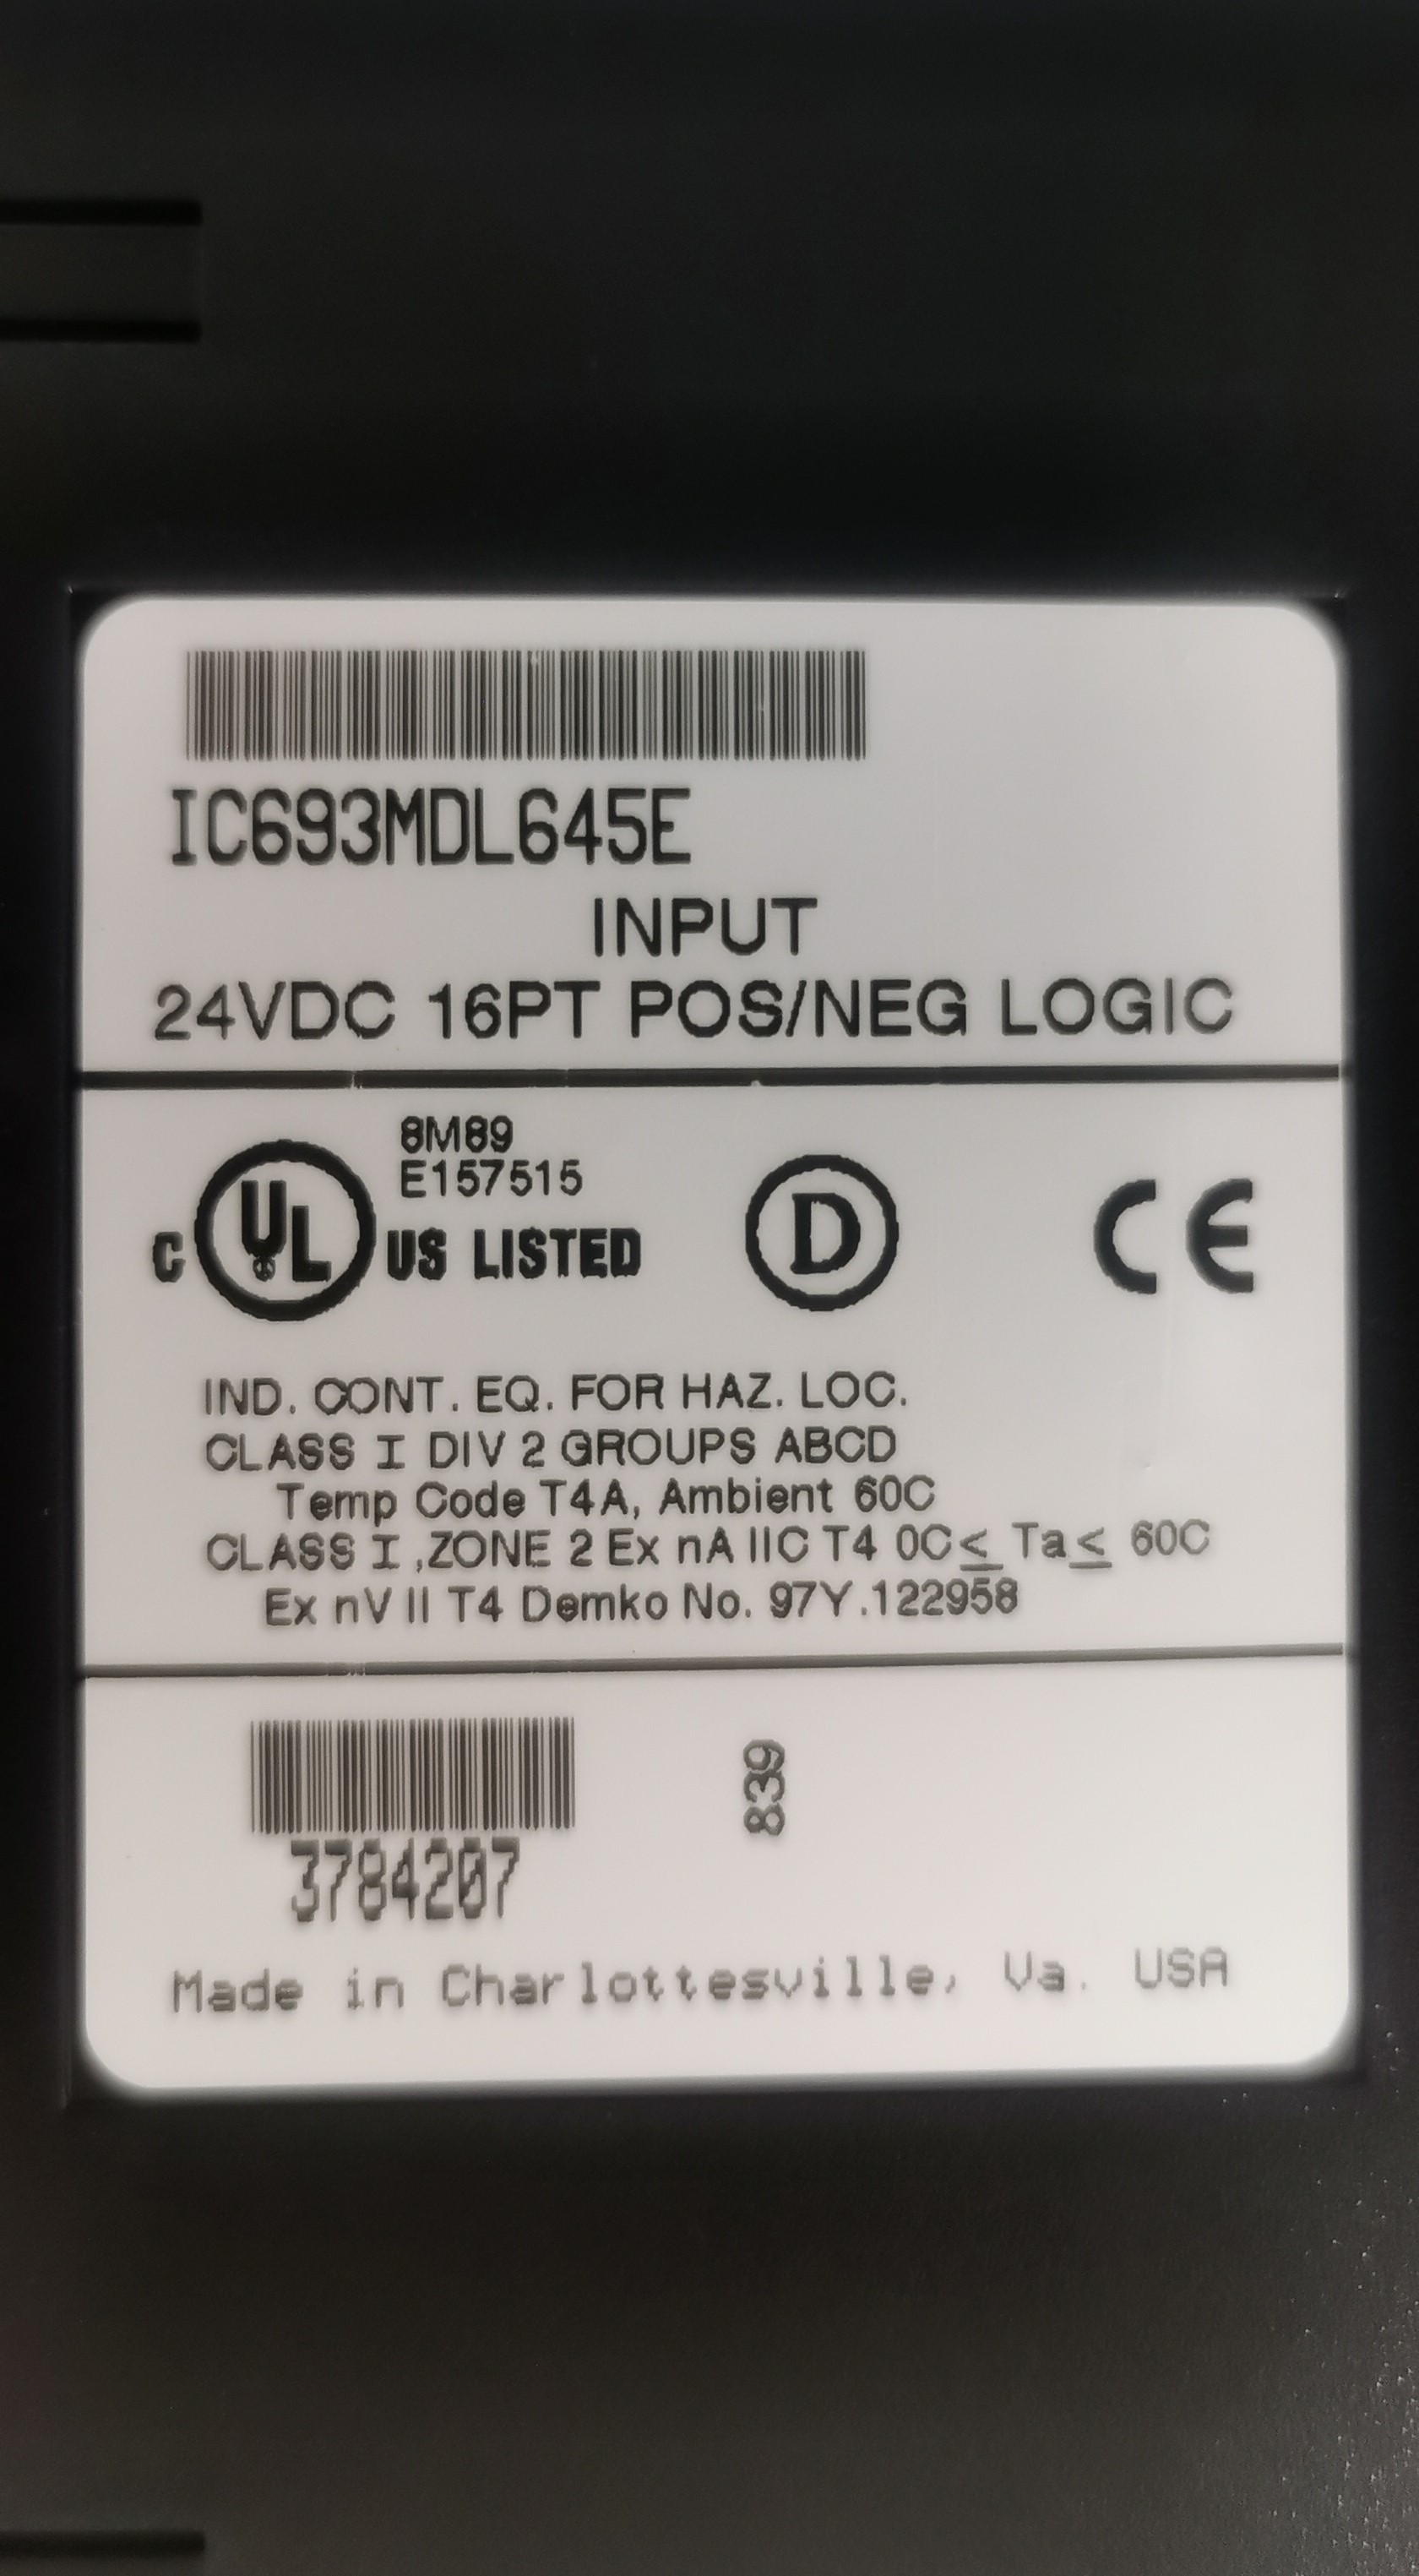 IC693MDL645E
INPUT
24VDC 16PT POS/NEG LOGIC
8M89
E157515
C UL US LISTED
D
CE
IND. CONT. EQ. FOR HAZ. LOC.
CLASS I DIV 2 GROUPS ABCD
Temp Code T4A, Ambient 60C
CLASS I ,ZONE 2 Ex nA IIC T4 0C≤ Ta≤ 60C
Ex nV II T4 Demko No. 97Y.122958
839
3784207
Made in Charlottesville, Va. USA